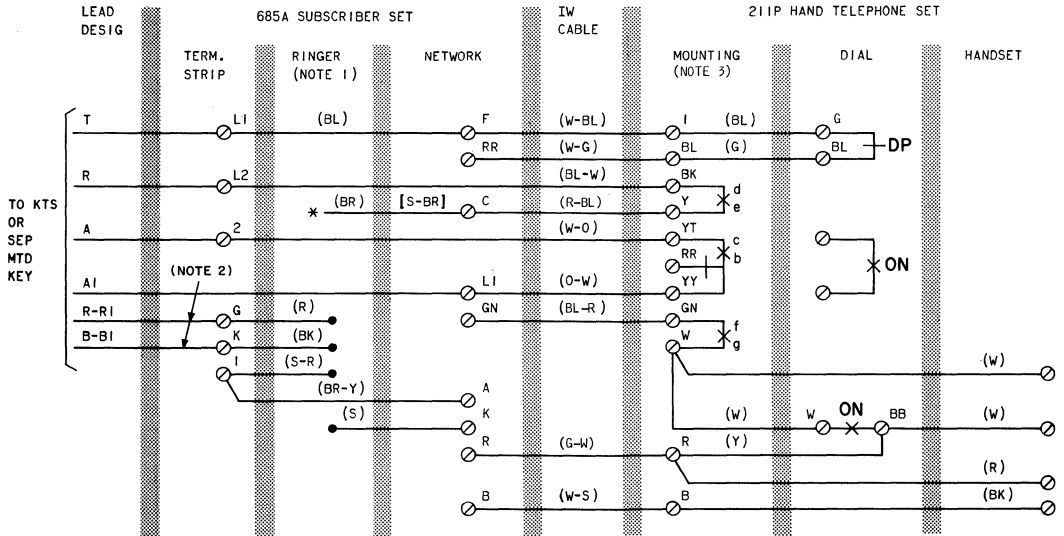 LEAD DESIG
685A SUBSCRIBER SET
IW CABLE
211P HAND TELEPHONE SET
TERM. STRIP
RINGER (NOTE 1)
NETWORK
MOUNTING (NOTE 3)
DIAL
HANDSET
T L1 (BL) F (W-BL) 1 (BL) G
RR (W-G) BL (G) BL DP
R L2 (BL-W) BK d
* (BR) [S-BR] C (R-BL) Y e
TO KTS OR SEP MTD KEY
A 2 (W-O) YT c
RR b ON
(NOTE 2)
A1 L1 (O-W) YY
R-R1 G (R) GN (BL-R) GN f
B-B1 K (BK) W g
1 (S-R) (W)
(BR-Y) A
(S) K (W) W ON BB (W)
R (G-W) R (Y)
(R)
B (W-S) B (BK)